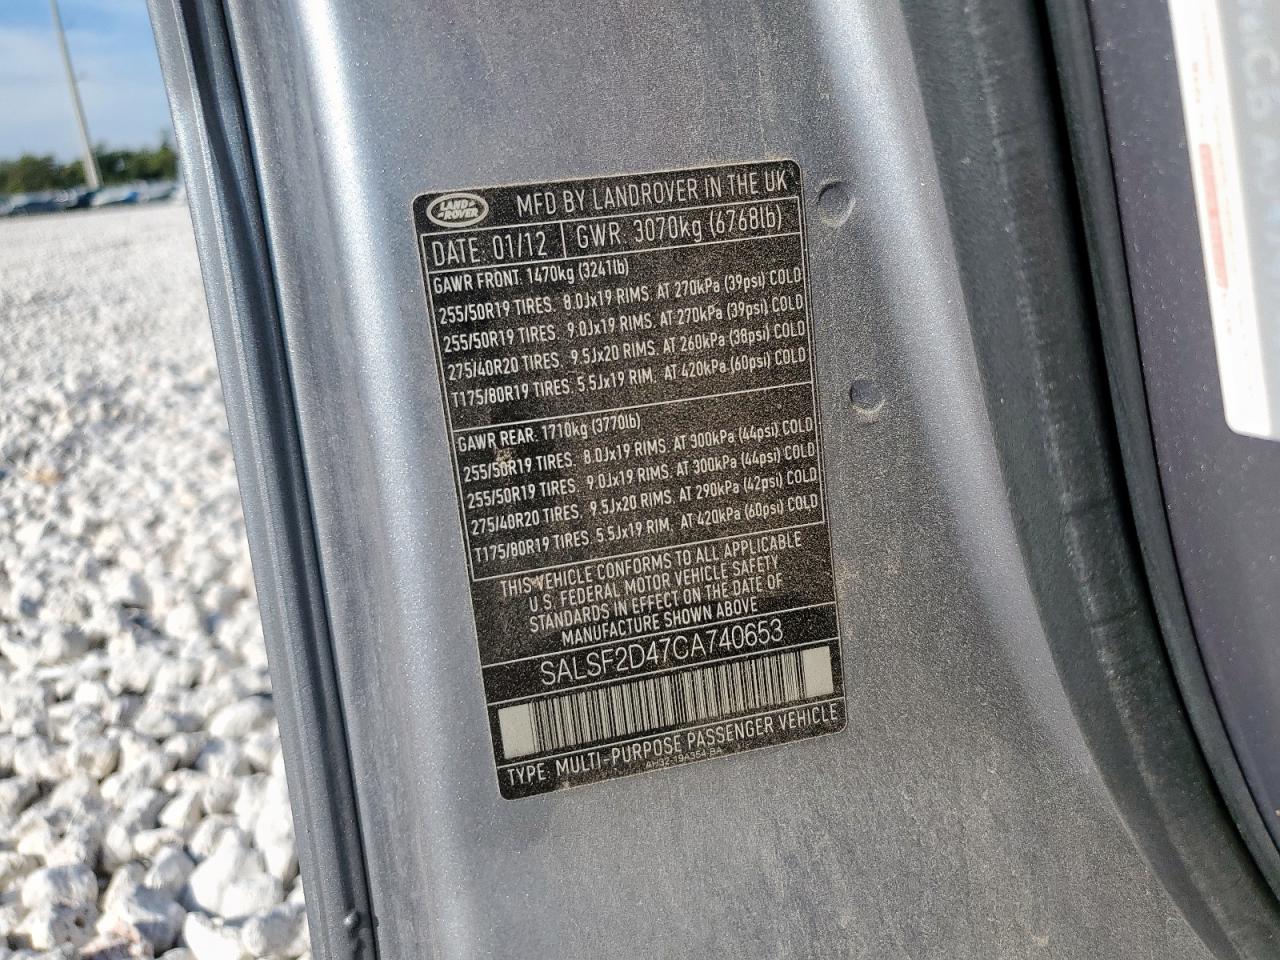 LAND ROVER
MFD BY LANDROVER IN THE UK
DATE: 01/12 GWR: 3070kg (6768lb)
GAWR FRONT: 1470kg (3241lb)
255/50R19 TIRES. 8.0Jx19 RIMS. AT 270kPa (39psi) COLD
255/50R19 TIRES. 9.0Jx19 RIMS. AT 270kPa (39psi) COLD
275/40R20 TIRES. 9.5Jx20 RIMS. AT 260kPa (38psi) COLD
T175/80R19 TIRES: 5.5Jx19 RIM. AT 420kPa (60psi) COLD
GAWR REAR: 1710kg (3770lb)
255/50R19 TIRES. 8.0Jx19 RIMS. AT 300kPa (44psi) COLD
255/50R19 TIRES. 9.0Jx19 RIMS. AT 300kPa (44psi) COLD
275/40R20 TIRES. 9.5Jx20 RIMS. AT 290kPa (42psi) COLD
T175/80R19 TIRES: 5.5Jx19 RIM. AT 420kPa (60psi) COLD
THIS VEHICLE CONFORMS TO ALL APPLICABLE
U.S. FEDERAL MOTOR VEHICLE SAFETY
STANDARDS IN EFFECT ON THE DATE OF
MANUFACTURE SHOWN ABOVE
SALSF2D47CA740653
TYPE: MULTI-PURPOSE PASSENGER VEHICLE